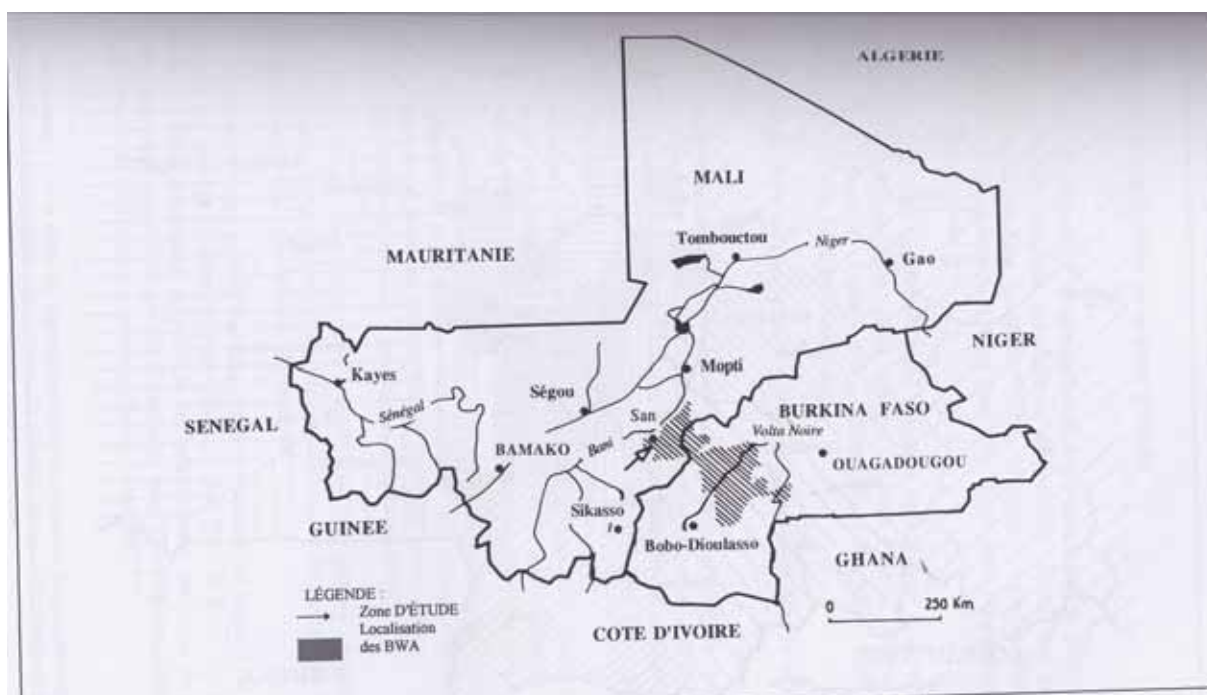 ALGERIE
MALI
Tombouctou
Niger
Gao
MAURITANIE
NIGER
Mopti
Kayes
Ségou
Sénégal
San
BURKINA FASO
SENEGAL
Volta Noire
BAMAKO
Bani
OUAGADOUGOU
Sikasso
GUINEE
Bobo-Dioulasso
GHANA
LÉGENDE :
Zone D'ÉTUDE
Localisation
des BWA
0 250 Km
COTE D'IVOIRE